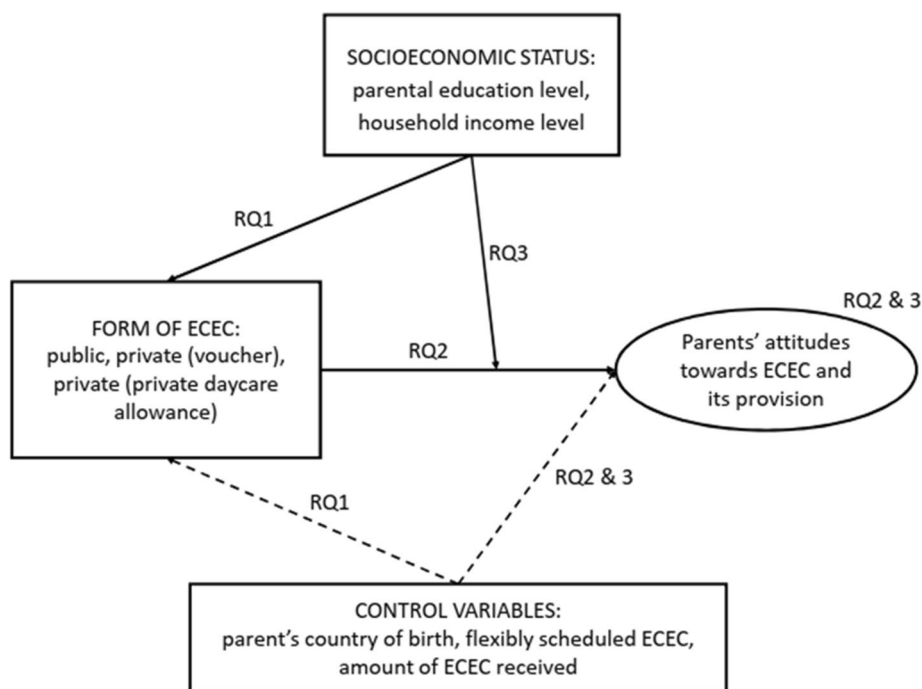 SOCIOECONOMIC STATUS:
parental education level,
household income level
RQ1
RQ3
RQ2 & 3
FORM OF ECEC:
public, private (voucher),
private (private daycare
allowance)
RQ2
Parents’ attitudes
towards ECEC and
its provision
RQ1
RQ2 & 3
CONTROL VARIABLES:
parent’s country of birth, flexibly scheduled ECEC,
amount of ECEC received